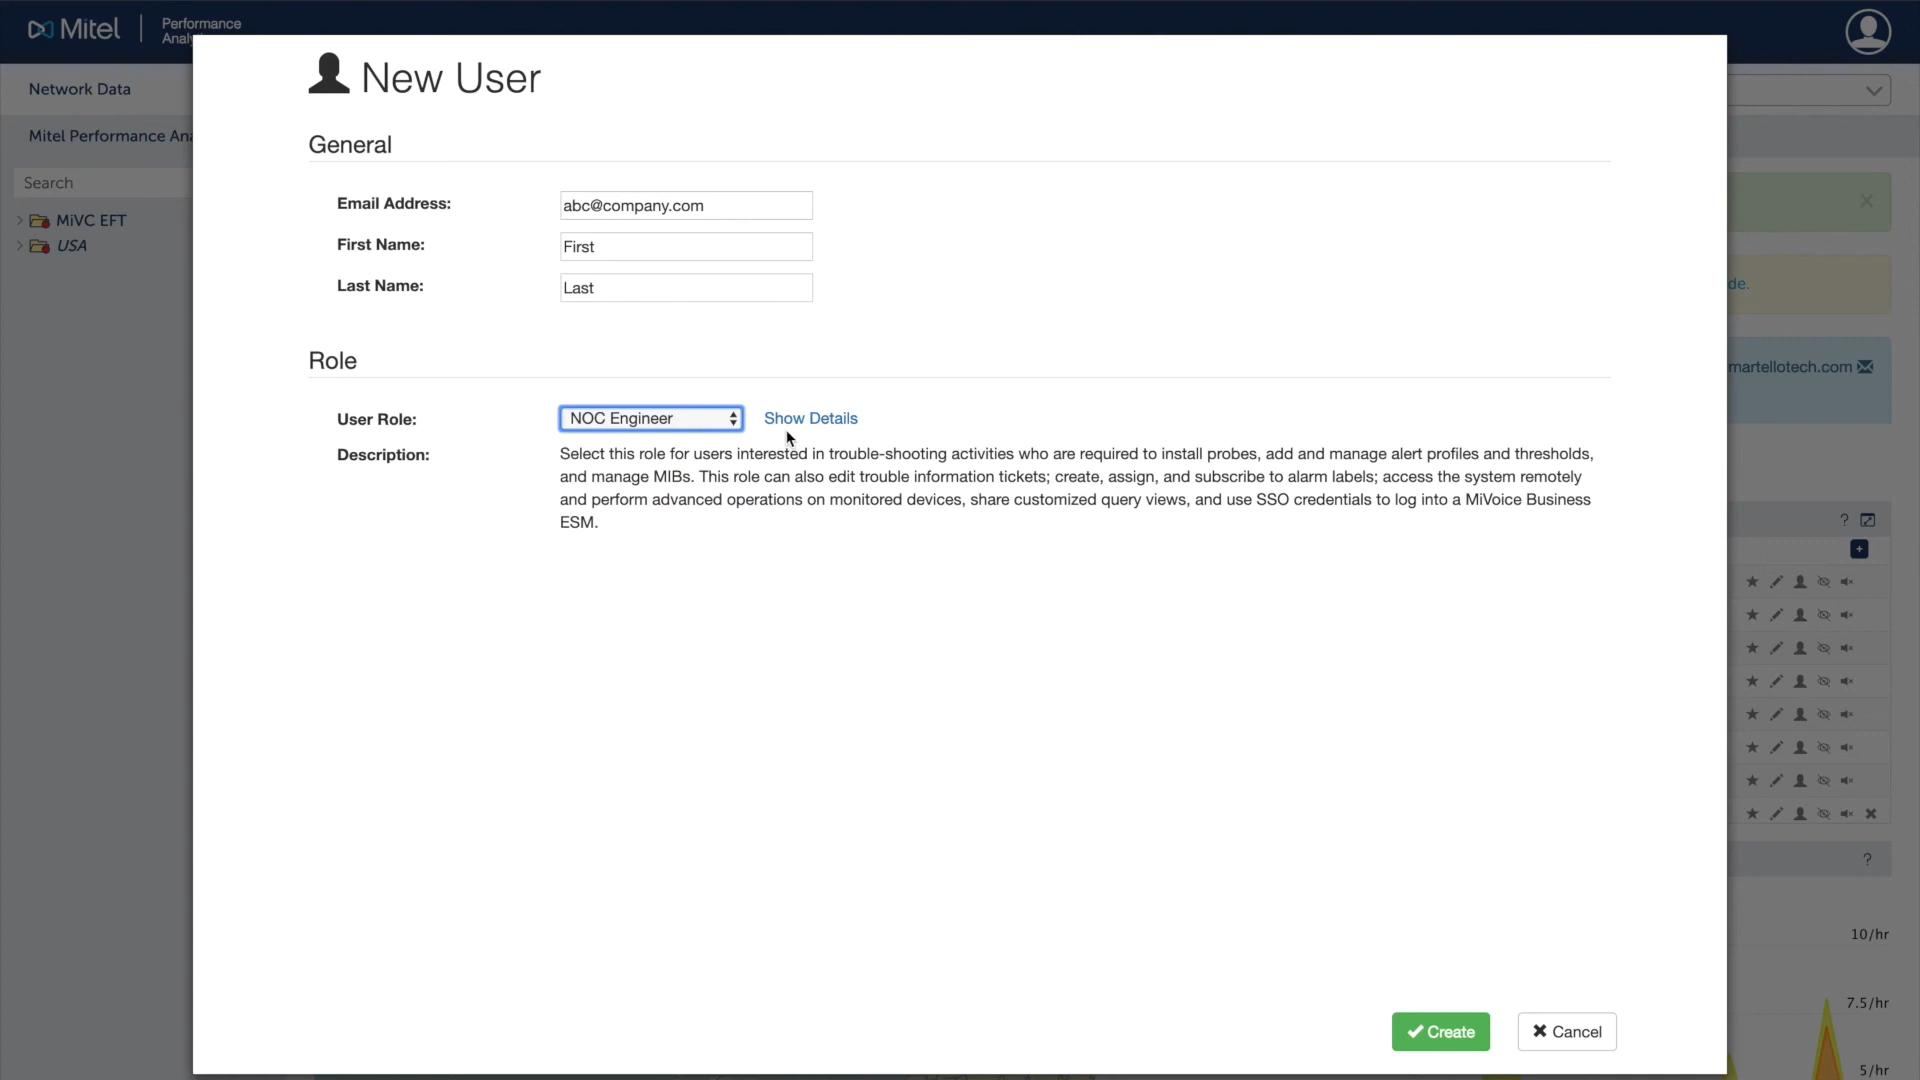 Mitel
Performance
Analy
Network Data
Mitel Performance Ana
Search
MiVC EFT
USA
New User
General
Email Address:
abc@company.com
First Name:
First
Last Name:
Last
Role
User Role:
NOC Engineer
Show Details
Description:
Select this role for users interested in trouble-shooting activities who are required to install probes, add and manage alert profiles and thresholds,
and manage MIBs. This role can also edit trouble information tickets; create, assign, and subscribe to alarm labels; access the system remotely
and perform advanced operations on monitored devices, share customized query views, and use SSO credentials to log into a MiVoice Business
ESM.
Create
Cancel
de.
martellotech.com
?
?
10/hr
7.5/hr
5/hr